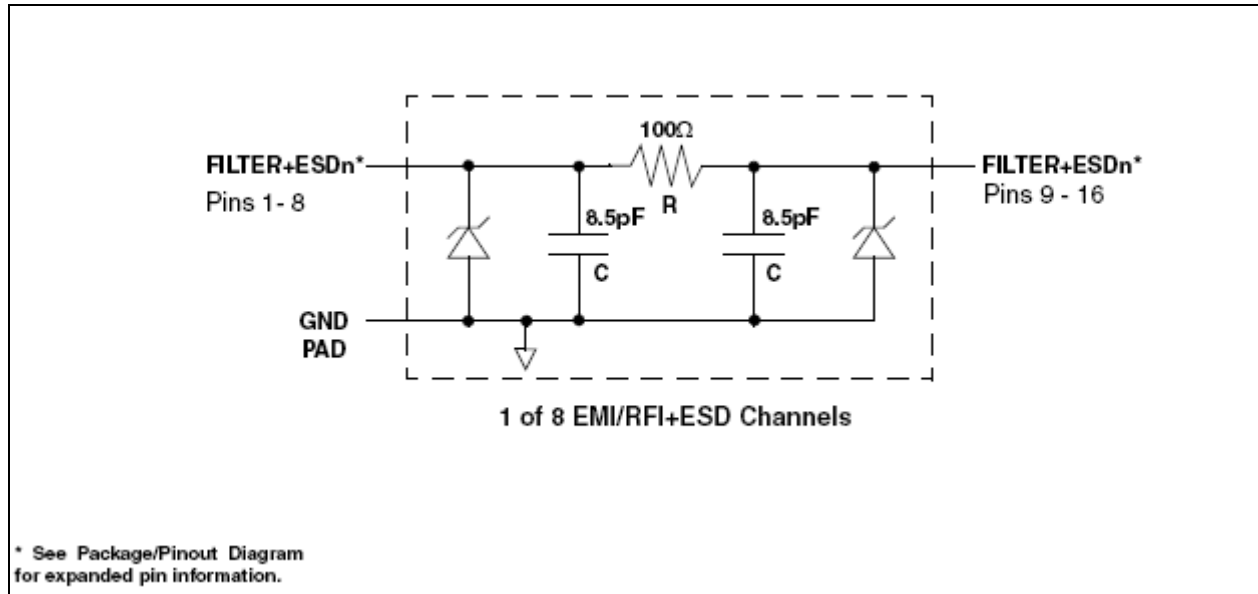 100Ω
FILTER+ESDn*
Pins 1- 8
R
8.5pF
C
8.5pF
C
FILTER+ESDn*
Pins 9 - 16
GND
PAD
1 of 8 EMI/RFI+ESD Channels
* See Package/Pinout Diagram
for expanded pin information.